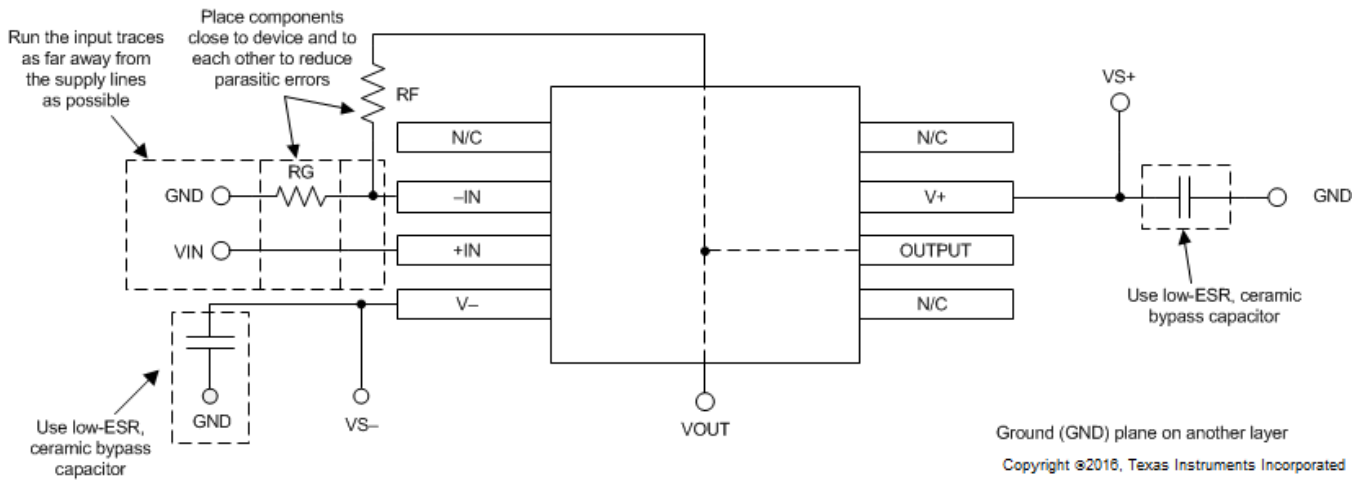 Run the input traces
as far away from
the supply lines
as possible
Place components
close to device and to
each other to reduce
parasitic errors
RF
N/C
N/C
VS+
RG
GND
–IN
V+
GND
VIN
+IN
OUTPUT
V–
N/C
Use low-ESR, ceramic
bypass capacitor
GND
VS–
VOUT
Use low-ESR,
ceramic bypass
capacitor
Ground (GND) plane on another layer
Copyright ©2016, Texas Instruments Incorporated